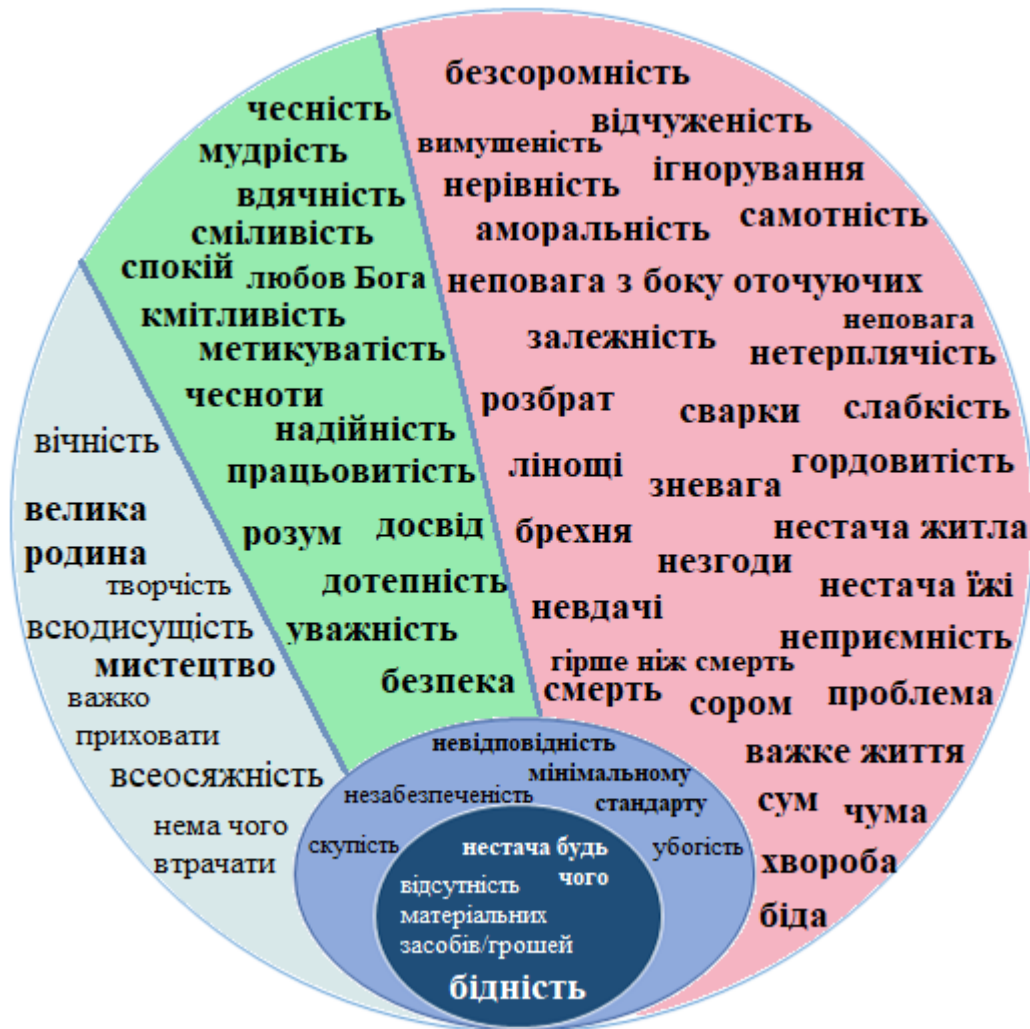 чесність
мудрість
вдячність
сміливість
спокій
любов Бога
кмітливість
метикуватість
чесноти
надійність
працьовитість
розум
досвід
дотепність
уважність
безпека
безсоромність
відчуженість
вимушеність
ігнорування
нерівність
самотність
аморальність
неповага з боку оточуючих
неповага
залежність
нетерплячість
розбрат
сварки
слабкість
лінощі
гордовитість
зневага
брехня
нестача житла
незгоди
нестача їжі
невдачі
неприємність
гірше ніж смерть
смерть
сором
проблема
важке життя
сум
чума
хвороба
біда
вічність
велика
родина
творчість
всюдисущість
мистецтво
важко
приховати
всеосяжність
нема чого
втрачати
невідповідність
мінімальному
стандарту
незабезпеченість
скупість
убогість
нестача будь
чого
відсутність
матеріальних
засобів/грошей
бідність